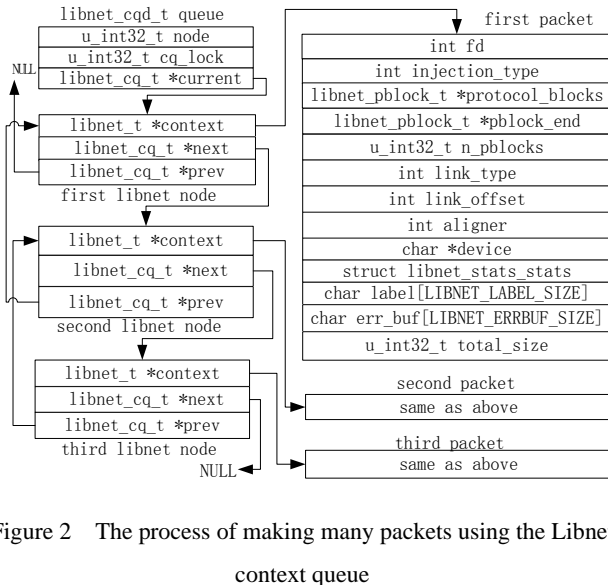 libnet_cqd_t queue
u_int32_t node
u_int32_t cq_lock
libnet_cq_t *current
NULL
libnet_t *context
libnet_cq_t *next
libnet_cq_t *prev
first libnet node
libnet_t *context
libnet_cq_t *next
libnet_cq_t *prev
second libnet node
libnet_t *context
libnet_cq_t *next
libnet_cq_t *prev
third libnet node
NULL
first packet
int fd
int injection_type
libnet_pblock_t *protocol_blocks
libnet_pblock_t *pblock_end
u_int32_t n_pblocks
int link_type
int link_offset
int aligner
char *device
struct libnet_stats_stats
char label[LIBNET_LABEL_SIZE]
char err_buf[LIBNET_ERRBUF_SIZE]
u_int32_t total_size
second packet
same as above
third packet
same as above
Figure 2 The process of making many packets using the Libnet
context queue